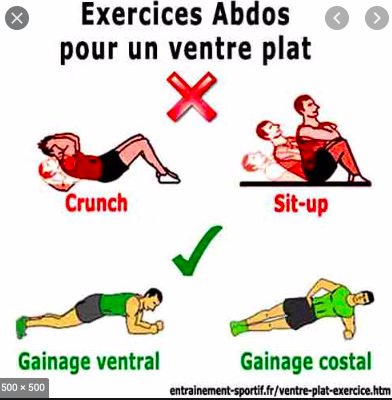 Exercices Abdos
pour un ventre plat
Crunch
Sit-up
Gainage ventral
Gainage costal
500 × 500
entrainement-sportif.fr/ventre-plat-exercice.htm